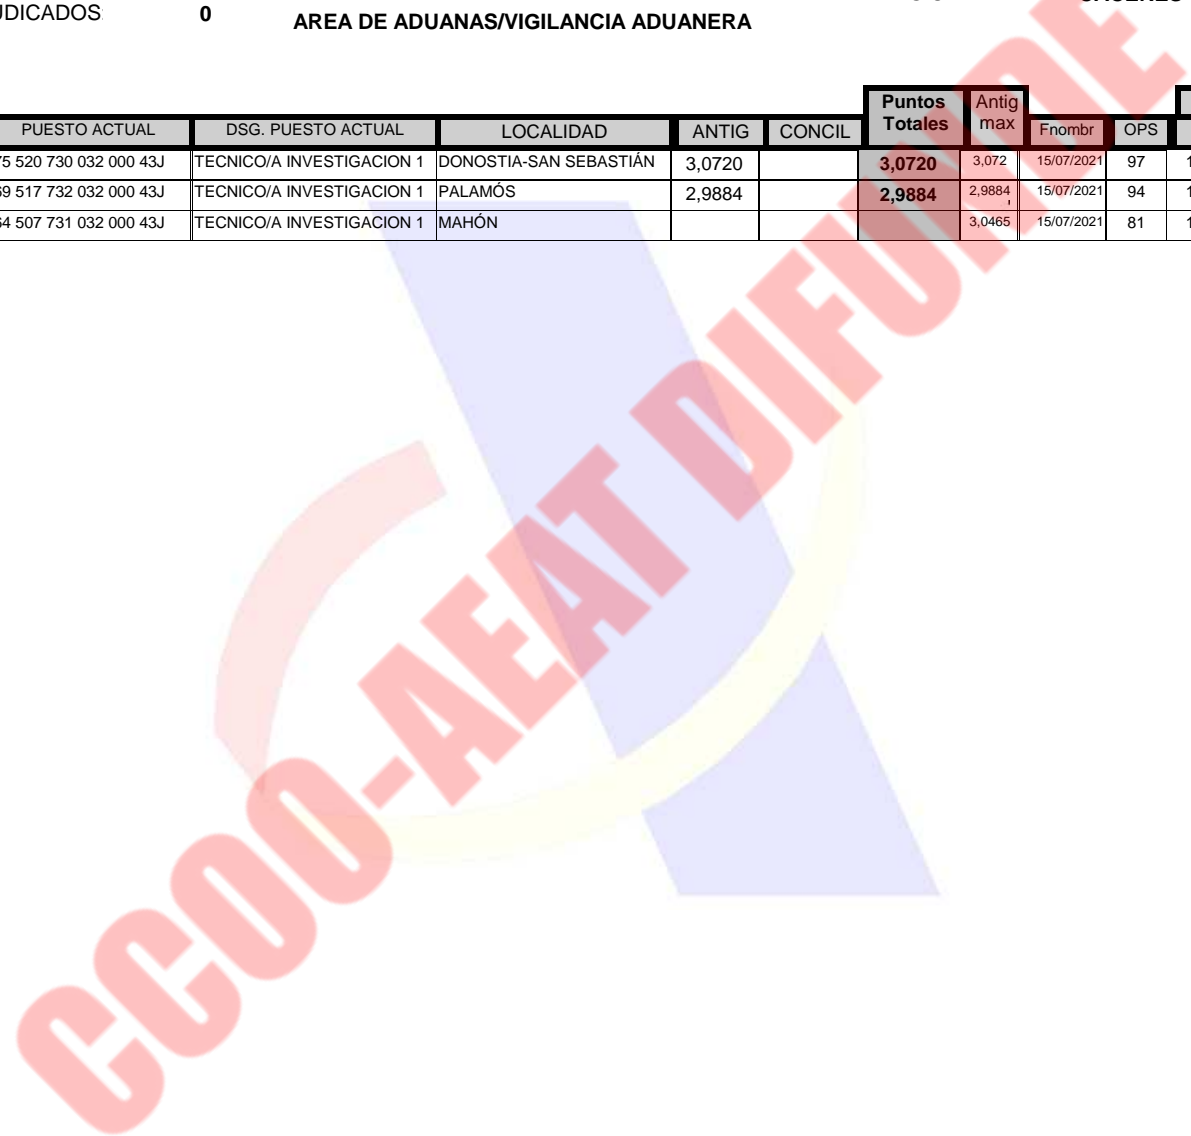 UDICADOS: 0
AREA DE ADUANAS/VIGILANCIA ADUANERA
PUESTO ACTUAL DSG. PUESTO ACTUAL LOCALIDAD ANTIG CONCIL Puntos Totales Antig max Fnombr OPS
75 520 730 032 000 43J TECNICO/A INVESTIGACION 1 DONOSTIA-SAN SEBASTIÁN 3,0720 3,0720 3,072 15/07/2021 97 1
69 517 732 032 000 43J TECNICO/A INVESTIGACION 1 PALAMÓS 2,9884 2,9884 2,9884 15/07/2021 94 1
64 507 731 032 000 43J TECNICO/A INVESTIGACION 1 MAHÓN 3,0465 15/07/2021 81 1
CCOO-AEAT DIFUNDE